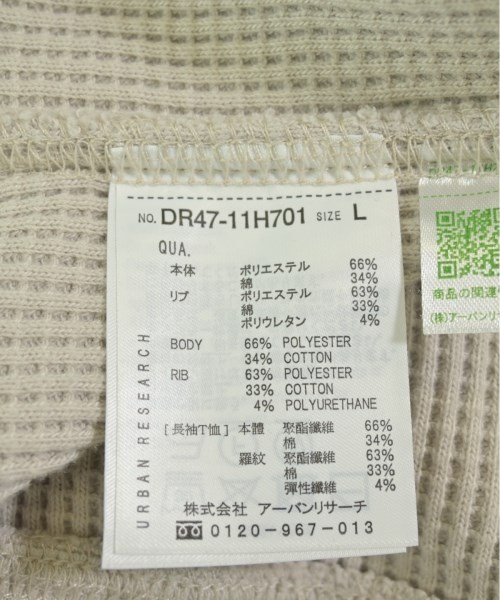 NO. DR47-11H701 SIZE L
QUA.
本体 ポリエステル 66%
綿 34%
リブ ポリエステル 63%
綿 33%
ポリウレタン 4%
BODY 66% POLYESTER
34% COTTON
RIB 63% POLYESTER
33% COTTON
4% POLYURETHANE
[長袖T恤] 本體 聚酯纖維 66%
棉 34%
羅紋 聚酯纖維 63%
棉 33%
彈性纖維 4%
株式会社 アーバンリサーチ
0120-967-013
URBAN RESEARCH
商品の関連
(株)アーバンリ